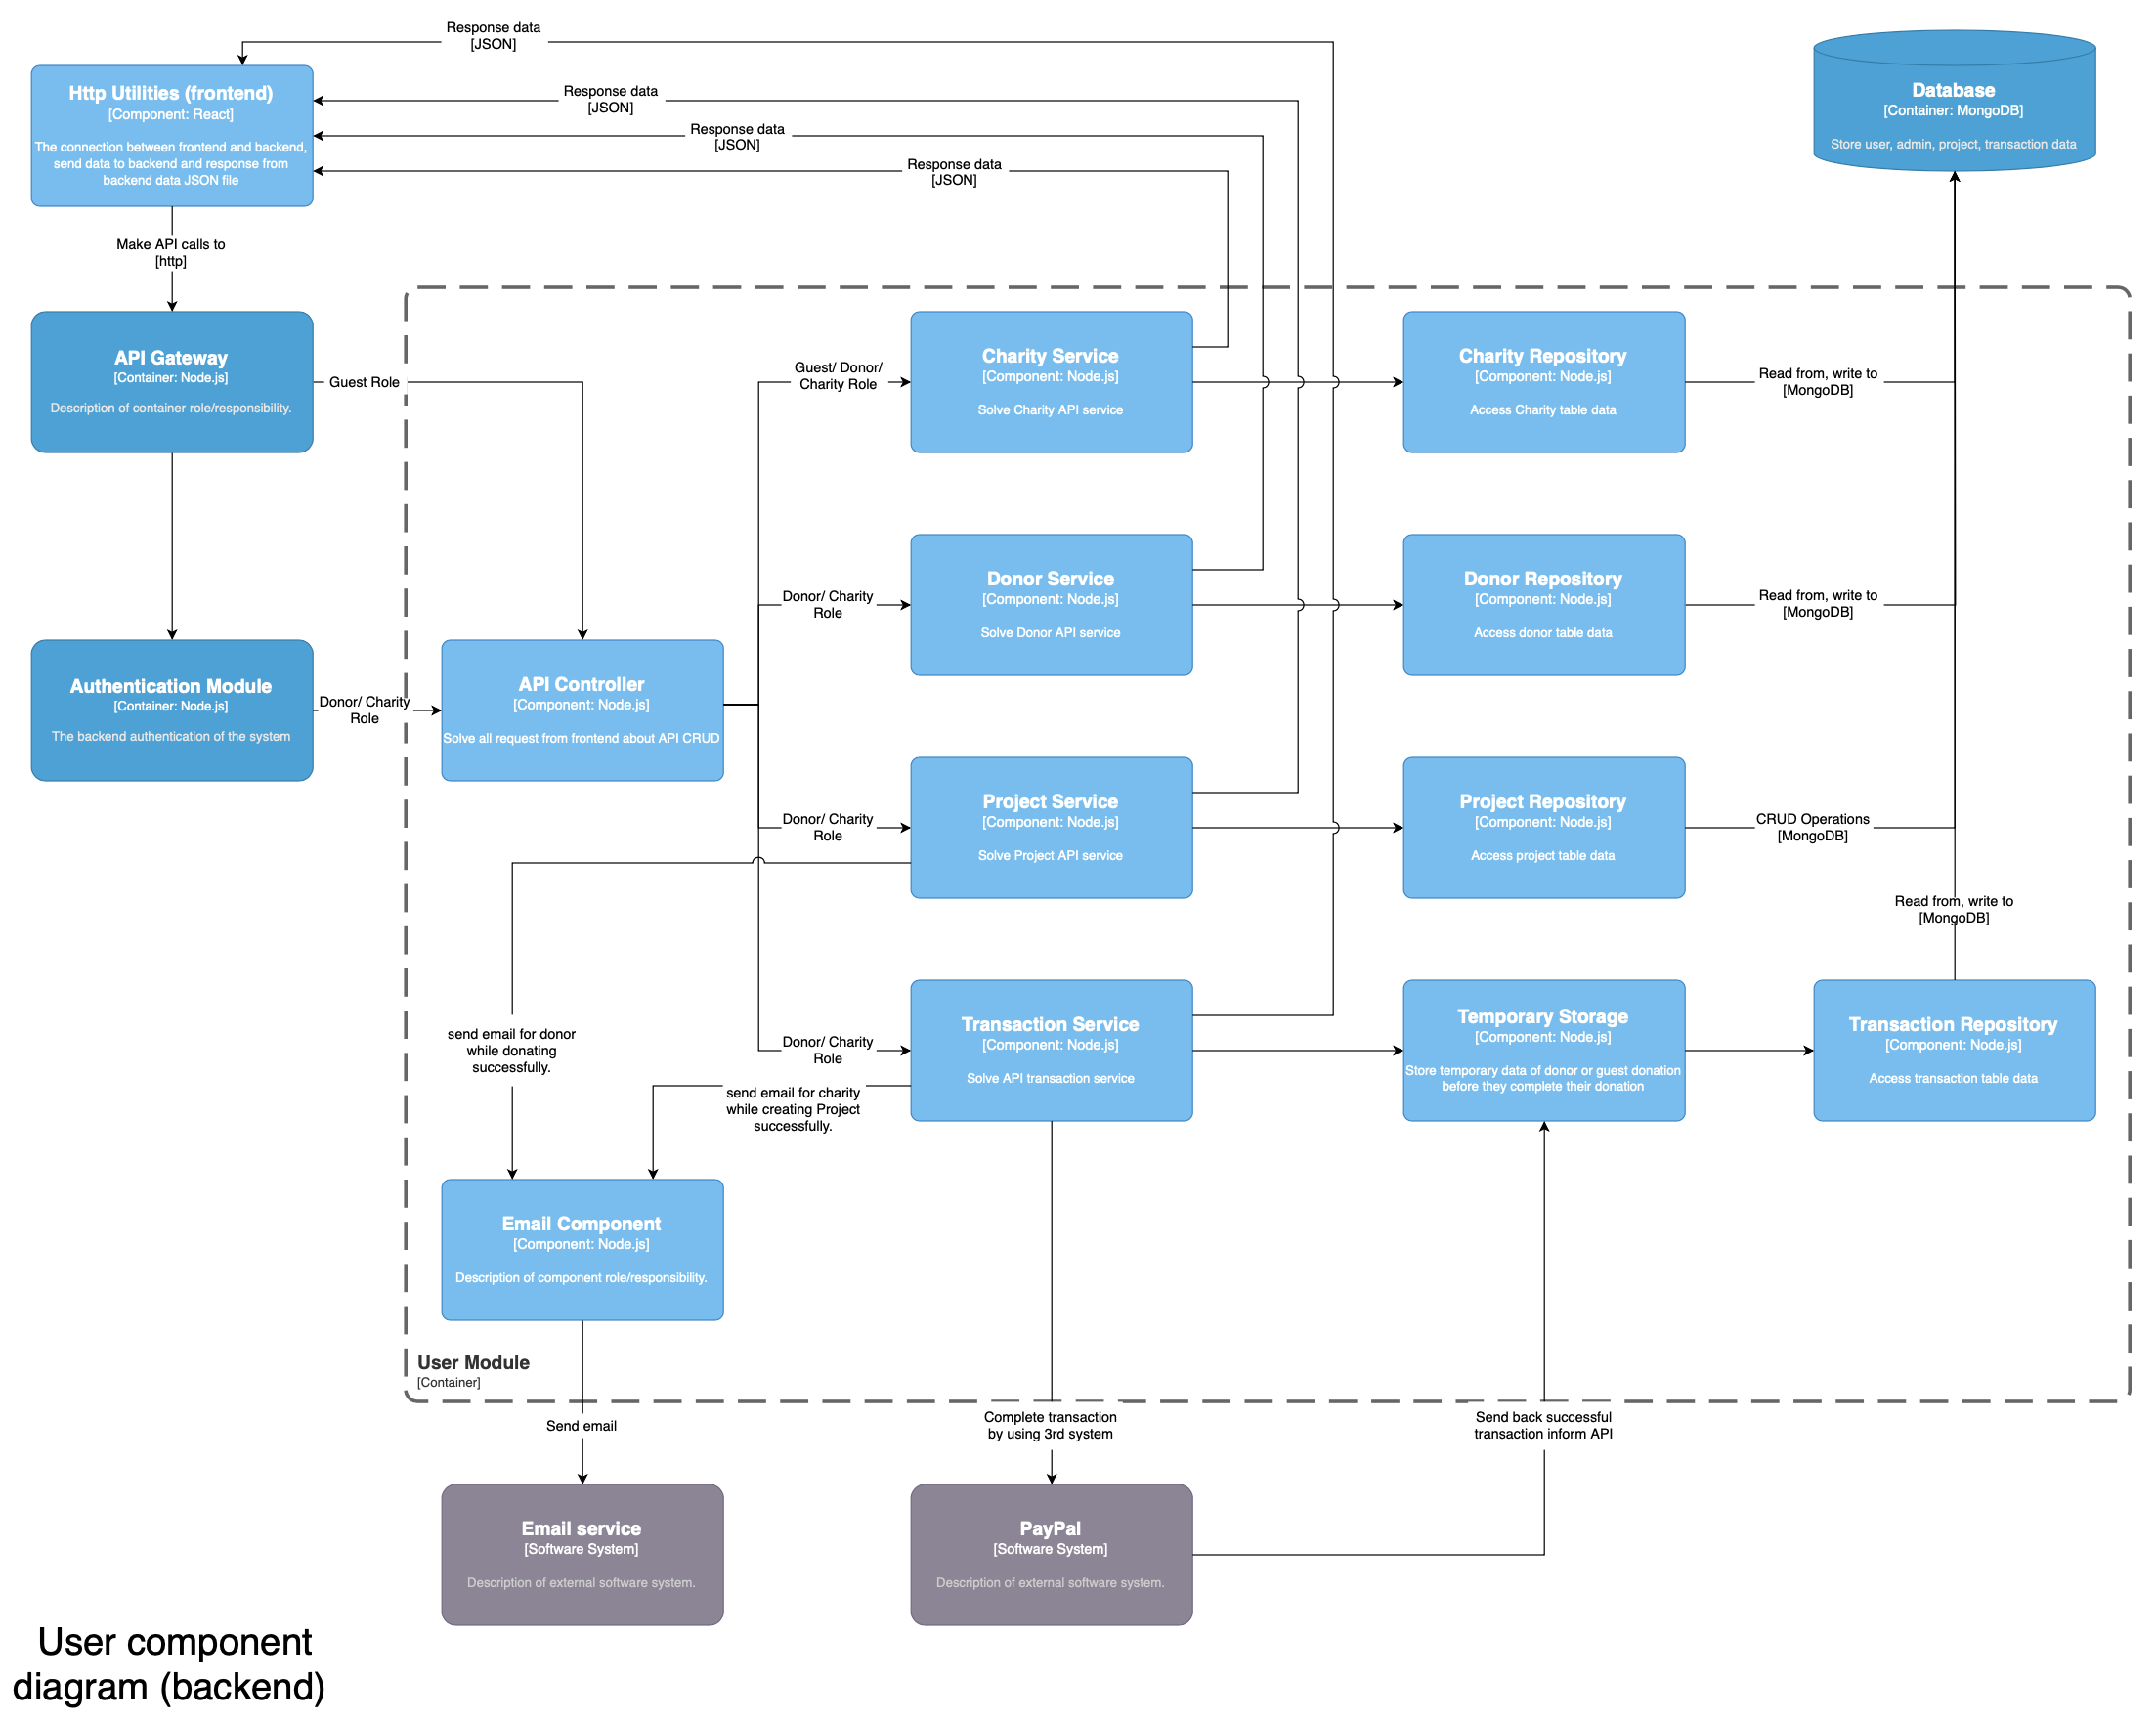 Response data
[JSON]
Response data
[JSON]
Response data
[JSON]
Response data
[JSON]
Http Utilities (frontend)
[Component: React]
The connection between frontend and backend,
send data to backend and response from
backend data JSON file
Database
[Container: MongoDB]
Store user, admin, project, transaction data
Make API calls to
[http]
API Gateway
[Container: Node.js]
Description of container role/responsibility.
Guest Role
Guest/ Donor/
Charity Role
Charity Service
[Component: Node.js]
Solve Charity API service
Charity Repository
[Component: Node.js]
Access Charity table data
Read from, write to
[MongoDB]
Donor/ Charity
Role
Donor Service
[Component: Node.js]
Solve Donor API service
Donor Repository
[Component: Node.js]
Access donor table data
Read from, write to
[MongoDB]
Authentication Module
[Container: Node.js]
The backend authentication of the system
Donor/ Charity
Role
API Controller
[Component: Node.js]
Solve all request from frontend about API CRUD
Donor/ Charity
Role
Project Service
[Component: Node.js]
Solve Project API service
Project Repository
[Component: Node.js]
Access project table data
CRUD Operations
[MongoDB]
Read from, write to
[MongoDB]
send email for donor
while donating
successfully.
Donor/ Charity
Role
Transaction Service
[Component: Node.js]
Solve API transaction service
Temporary Storage
[Component: Node.js]
Store temporary data of donor or guest donation
before they complete their donation
Transaction Repository
[Component: Node.js]
Access transaction table data
send email for charity
while creating Project
successfully.
Email Component
[Component: Node.js]
Description of component role/responsibility.
User Module
[Container]
Send email
Complete transaction
by using 3rd system
Send back successful
transaction inform API
Email service
[Software System]
Description of external software system.
PayPal
[Software System]
Description of external software system.
User component
diagram (backend)